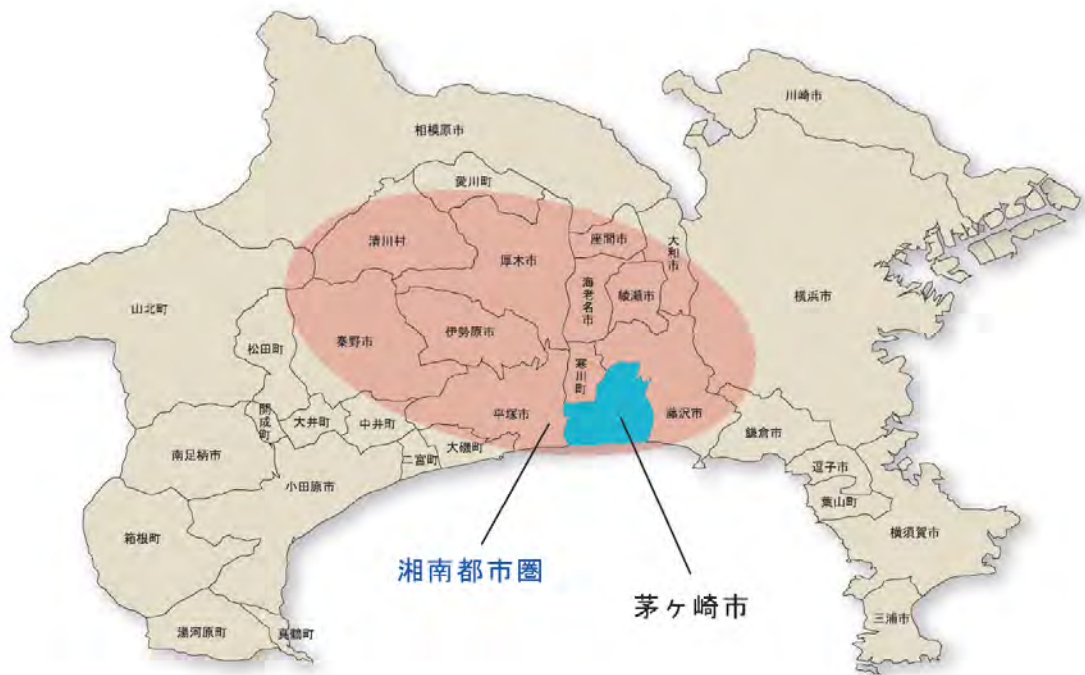 川崎市
相模原市
愛川町
清川村
厚木市
座間市
大和市
海老名市
綾瀬市
横浜市
山北町
松田町
秦野市
伊勢原市
寒川町
平塚市
藤沢市
開成町
大井町
中井町
大磯町
二宮町
鎌倉市
南足柄市
小田原市
逗子市
葉山町
箱根町
横須賀市
湘南都市圏
茅ヶ崎市
三浦市
湯河原町
真鶴町